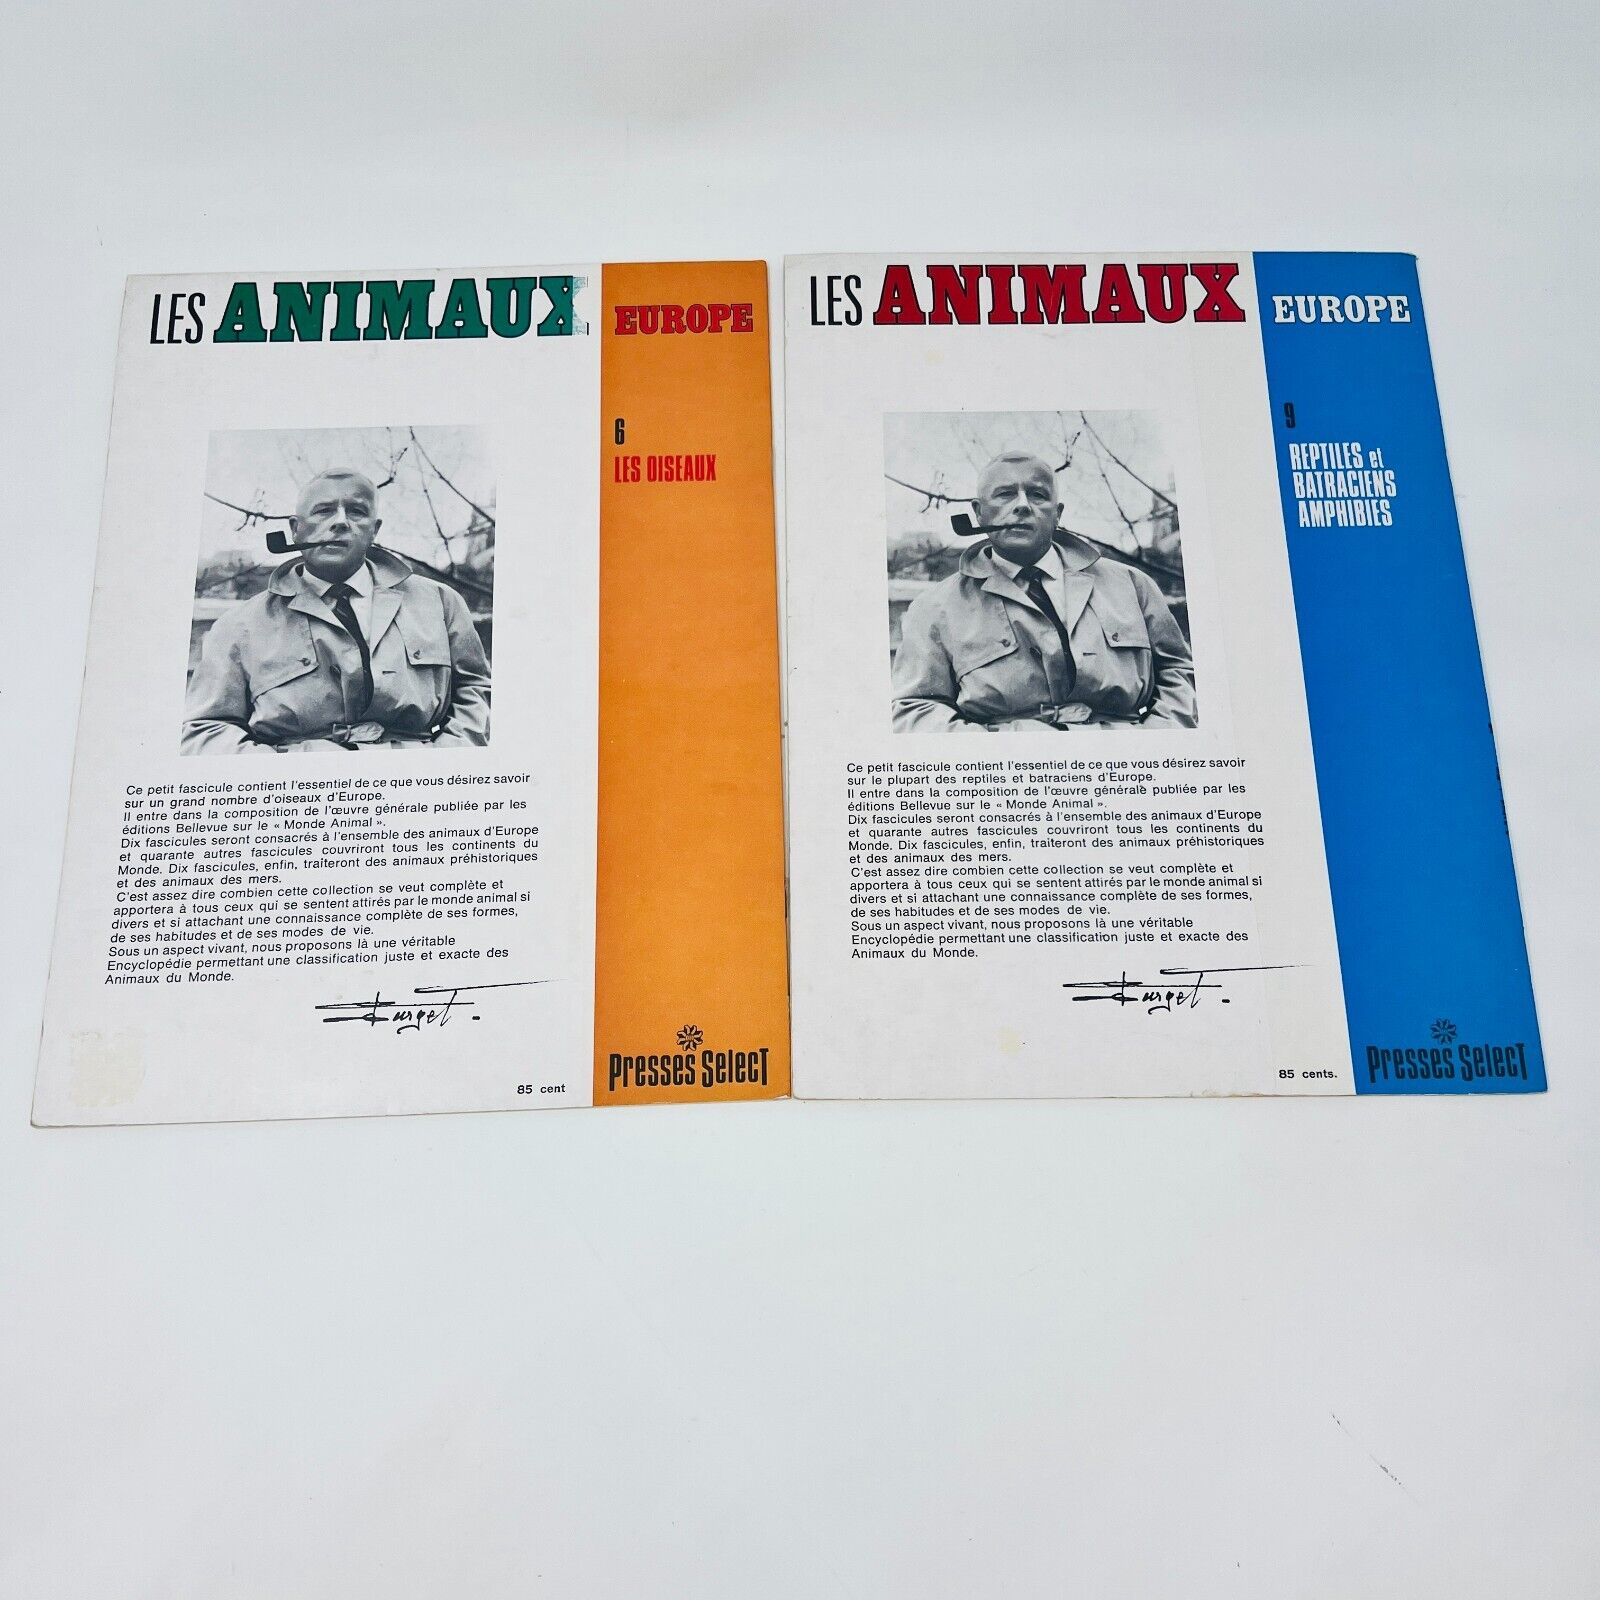 LES ANIMAUX
EUROPE
6
LES OISEAUX
Ce petit fascicule contient l'essentiel de ce que vous désirez savoir
sur un grand nombre d'oiseaux d'Europe.
Il entre dans la composition de l'œuvre générale publiée par les
éditions Bellevue sur le « Monde Animal ».
Dix fascicules seront consacrés à l'ensemble des animaux d'Europe
et quarante autres fascicules couvriront tous les continents du
Monde. Dix fascicules, enfin, traîteront des animaux préhistoriques
et des animaux des mers.
C'est assez dire combien cette collection se veut complète et
apportera à tous ceux qui se sentent attirés par le monde animal si
divers et si attachant une connaissance complète de ses formes,
de ses habitudes et de ses modes de vie.
Sous un aspect vivant, nous proposons là une véritable
Encyclopédie permettant une classification juste et exacte des
Animaux du Monde.
85 cent
Presses Select
LES ANIMAUX
EUROPE
9
REPTILES et
BATRACIENS
AMPHIBIES
Ce petit fascicule contient l'essentiel de ce que vous désirez savoir
sur le plupart des reptiles et batraciens d'Europe.
Il entre dans la composition de l'œuvre générale publiée par les
éditions Bellevue sur le « Monde Animal ».
Dix fascicules seront consacrés à l'ensemble des animaux d'Europe
et quarante autres fascicules couvriront tous les continents du
Monde. Dix fascicules, enfin, traiteront des animaux préhistoriques
et des animaux des mers.
C'est assez dire combien cette collection se veut complète et
apportera à tous ceux qui se sentent attirés par le monde animal si
divers et si attachant une connaissance complète de ses formes,
de ses habitudes et de ses modes de vie.
Sous un aspect vivant, nous proposons là une véritable
Encyclopédie permettant une classification juste et exacte des
Animaux du Monde.
85 cents.
Presses Select